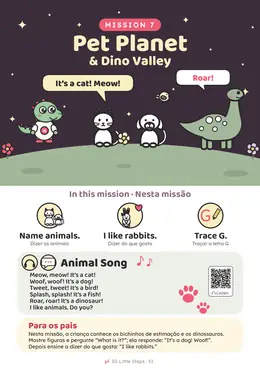 MISSION 7
Pet Planet
& Dino Valley
It's a cat! Meow!
Roar!
In this mission · Nesta missão
Name animals.
Dizer os animais
I like rabbits.
Dizer do que gosta
Trace G.
Traçar a letra G
Animal Song
Meow, meow! It's a cat!
Woof, woof! It's a dog!
Tweet, tweet! It's a bird!
Splash, splash! It's a fish!
Roar, roar! It's a dinosaur!
I like animals. Do you?
Para os pais
Nesta missão, a criança conhece os bichinhos de estimação e os dinossauros.
Mostre figuras e pergunte "What is it?"; ela responde: "It's a dog! Woof!".
Depois ensine a dizer do que gosta: "I like rabbits."